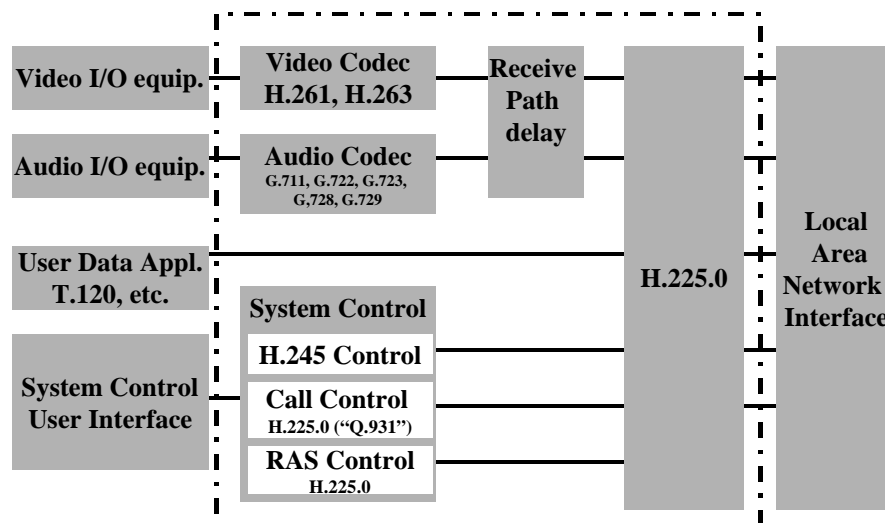 Video I/O equip.
Video Codec
H.261, H.263
Receive
Path
delay
Audio I/O equip.
Audio Codec
G.711, G.722, G.723,
G,728, G.729
User Data Appl.
T.120, etc.
H.225.0
Local
Area
Network
Interface
System Control
User Interface
System Control
H.245 Control
Call Control
H.225.0 (“Q.931”)
RAS Control
H.225.0